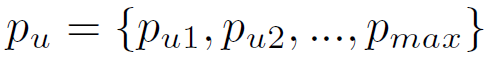 p_u = {p_{u1}, p_{u2}, ..., p_{max}}